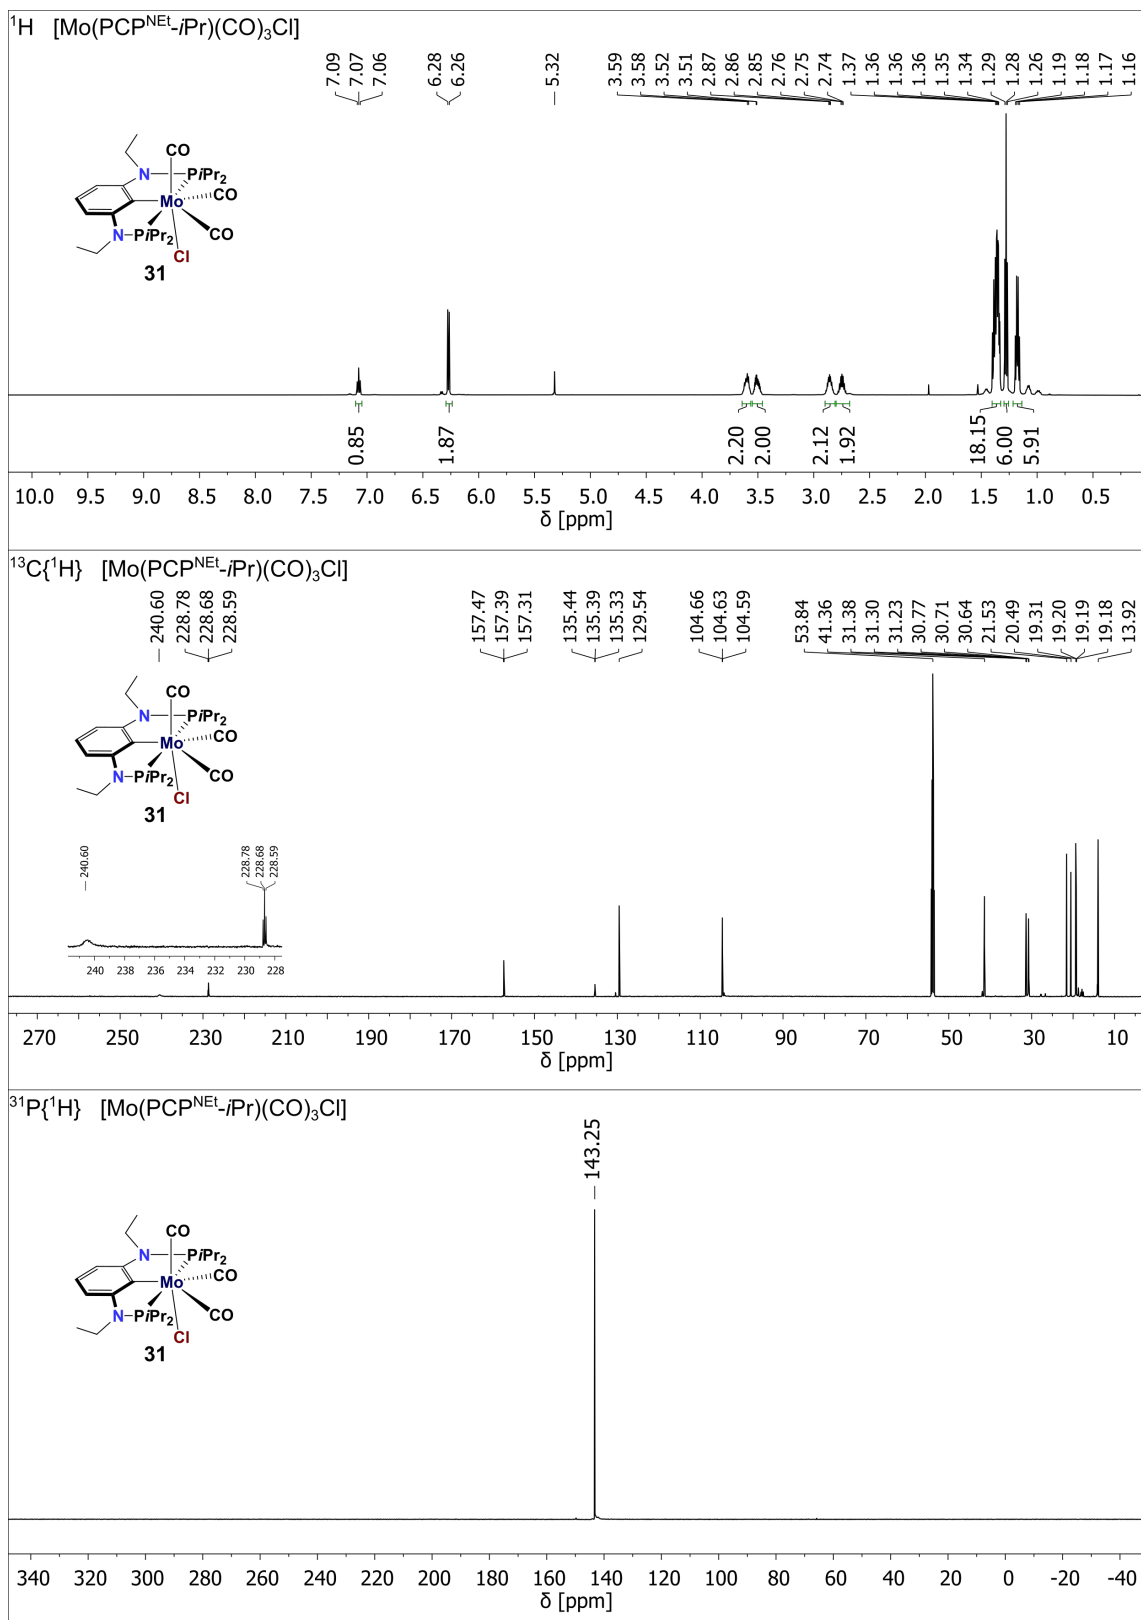 ¹H [Mo(PCPᴺᴱᵗ-iPr)(CO)₃Cl]
7.09 7.07 7.06 6.28 6.26 5.32 3.59 3.58 3.52 3.51 2.87 2.86 2.85 2.76 2.75 2.74 1.37 1.36 1.36 1.36 1.35 1.34 1.29 1.28 1.26 1.19 1.18 1.17 1.16
CO
N PiPr₂
Mo CO
N PiPr₂ CO
Cl
31
0.85 1.87 2.20 2.00 2.12 1.92 18.15 6.00 5.91
10.0 9.5 9.0 8.5 8.0 7.5 7.0 6.5 6.0 5.5 5.0 4.5 4.0 3.5 3.0 2.5 2.0 1.5 1.0 0.5
δ [ppm]
¹³C{¹H} [Mo(PCPᴺᴱᵗ-iPr)(CO)₃Cl]
240.60 228.78 228.68 228.59 157.47 157.39 157.31 135.44 135.39 135.33 129.54 104.66 104.63 104.59 53.84 41.36 31.38 31.30 31.23 30.77 30.71 30.64 21.53 20.49 19.31 19.20 19.19 19.18 13.92
CO
N PiPr₂
Mo CO
N PiPr₂ CO
Cl
31
240.60 228.78 228.68 228.59
240 238 236 234 232 230 228
270 250 230 210 190 170 150 130 110 90 80 70 60 50 40 30 20 10
δ [ppm]
³¹P{¹H} [Mo(PCPᴺᴱᵗ-iPr)(CO)₃Cl]
143.25
CO
N PiPr₂
Mo CO
N PiPr₂ CO
Cl
31
340 320 300 280 260 240 220 200 180 160 140 120 100 80 60 40 20 0 -20 -40
δ [ppm]